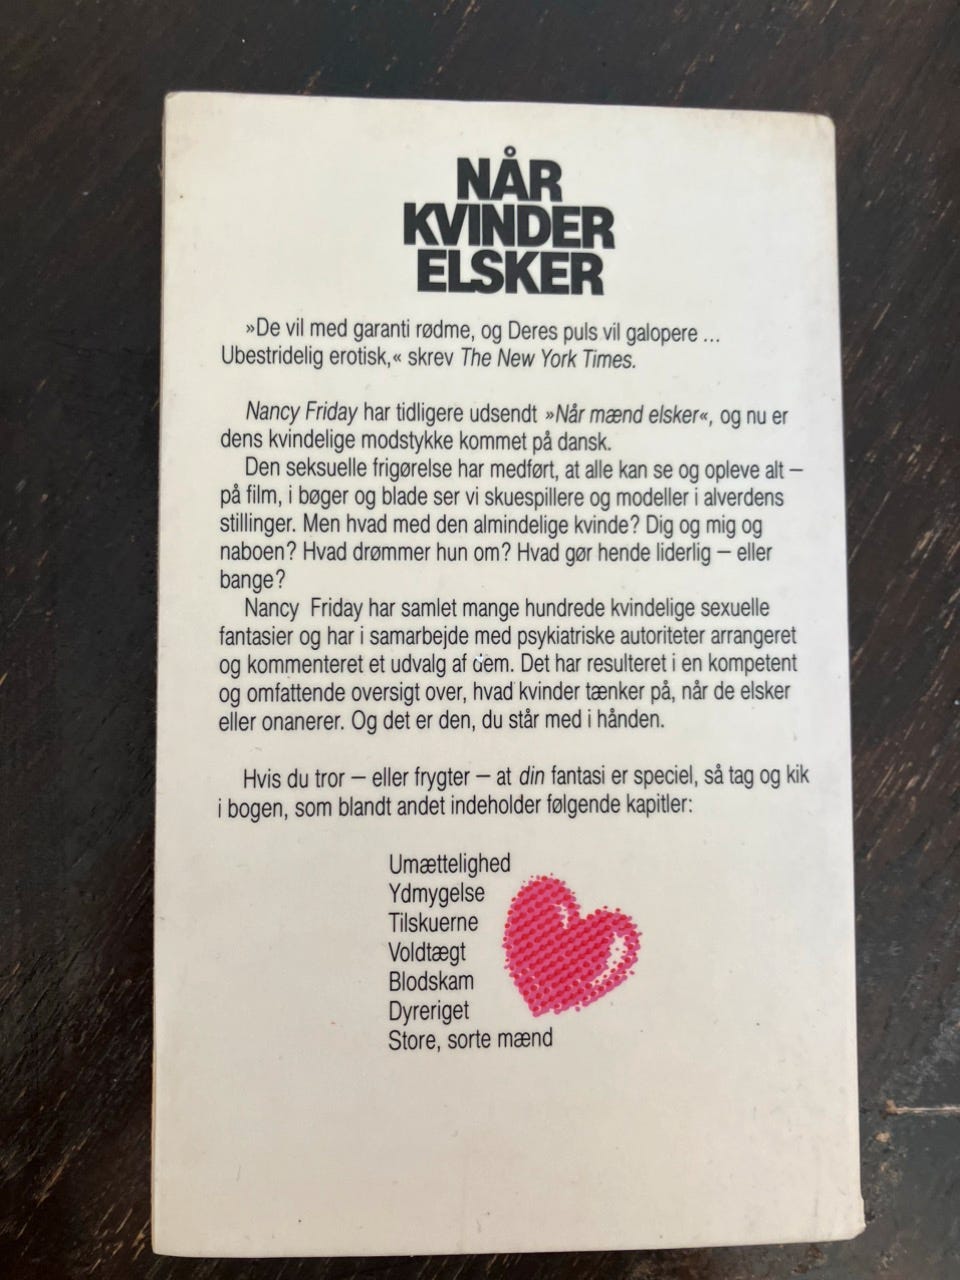 NÅR
KVINDER
ELSKER
»De vil med garanti rødme, og Deres puls vil galopere ...
Ubestridelig erotisk,« skrev The New York Times.
Nancy Friday har tidligere udsendt »Når mænd elsker«, og nu er
dens kvindelige modstykke kommet på dansk.
Den seksuelle frigørelse har medført, at alle kan se og opleve alt –
på film, i bøger og blade ser vi skuespillere og modeller i alverdens
stillinger. Men hvad med den almindelige kvinde? Dig og mig og
naboen? Hvad drømmer hun om? Hvad gør hende liderlig – eller
bange?
Nancy Friday har samlet mange hundrede kvindelige sexuelle
fantasier og har i samarbejde med psykiatriske autoriteter arrangeret
og kommenteret et udvalg af dem. Det har resulteret i en kompetent
og omfattende oversigt over, hvad kvinder tænker på, når de elsker
eller onanerer. Og det er den, du står med i hånden.
Hvis du tror – eller frygter – at din fantasi er speciel, så tag og kik
i bogen, som blandt andet indeholder følgende kapitler:
Umættelighed
Ydmygelse
Tilskuerne
Voldtægt
Blodskam
Dyreriget
Store, sorte mænd